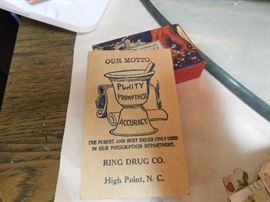 OUR MOTTO
PURITY
PROMPTNESS
ACCURACY
THE PUREST AND BEST DRUGS ONLY USED
IN OUR PRESCRIPTION DEPARTMENT.
RING DRUG CO.
High Point, N. C.